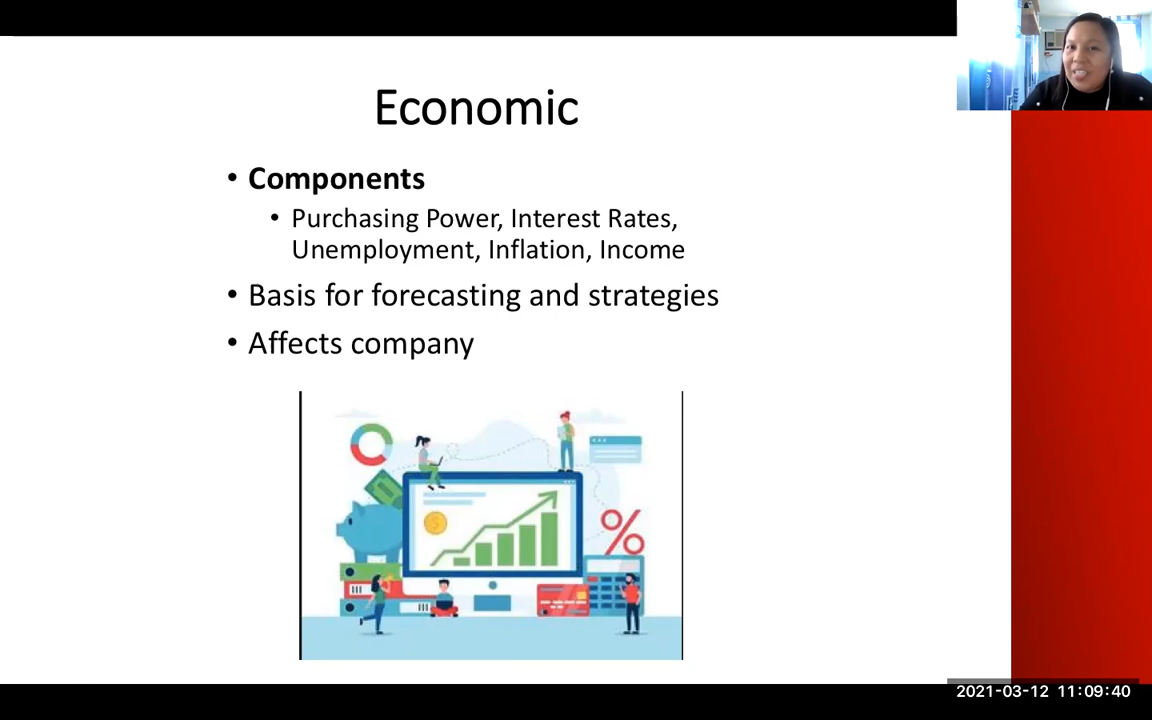 Economic
• Components
• Purchasing Power, Interest Rates,
Unemployment, Inflation, Income
• Basis for forecasting and strategies
• Affects company
$
%
2021-03-12 11:09:40